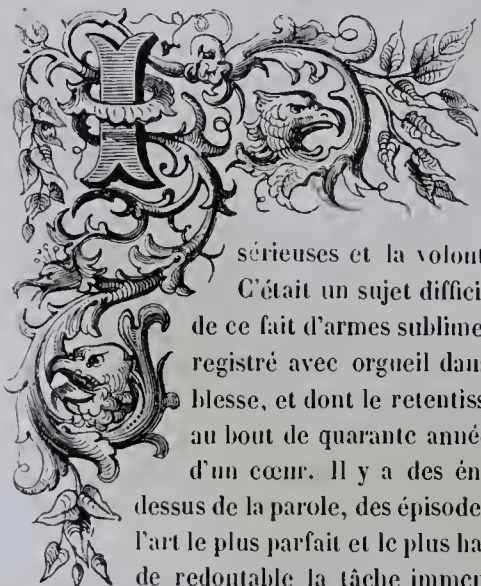 I
sérieuses et la volont
C'était un sujet diffici
de ce fait d'armes sublime
registré avec orgueil dan
blesse, et dont le retentiss
au bout de quarante anné
d'un cœur. Il y a des én
dessus de la parole, des épisode
l'art le plus parfait et le plus ha
de redoutable la tâche immen